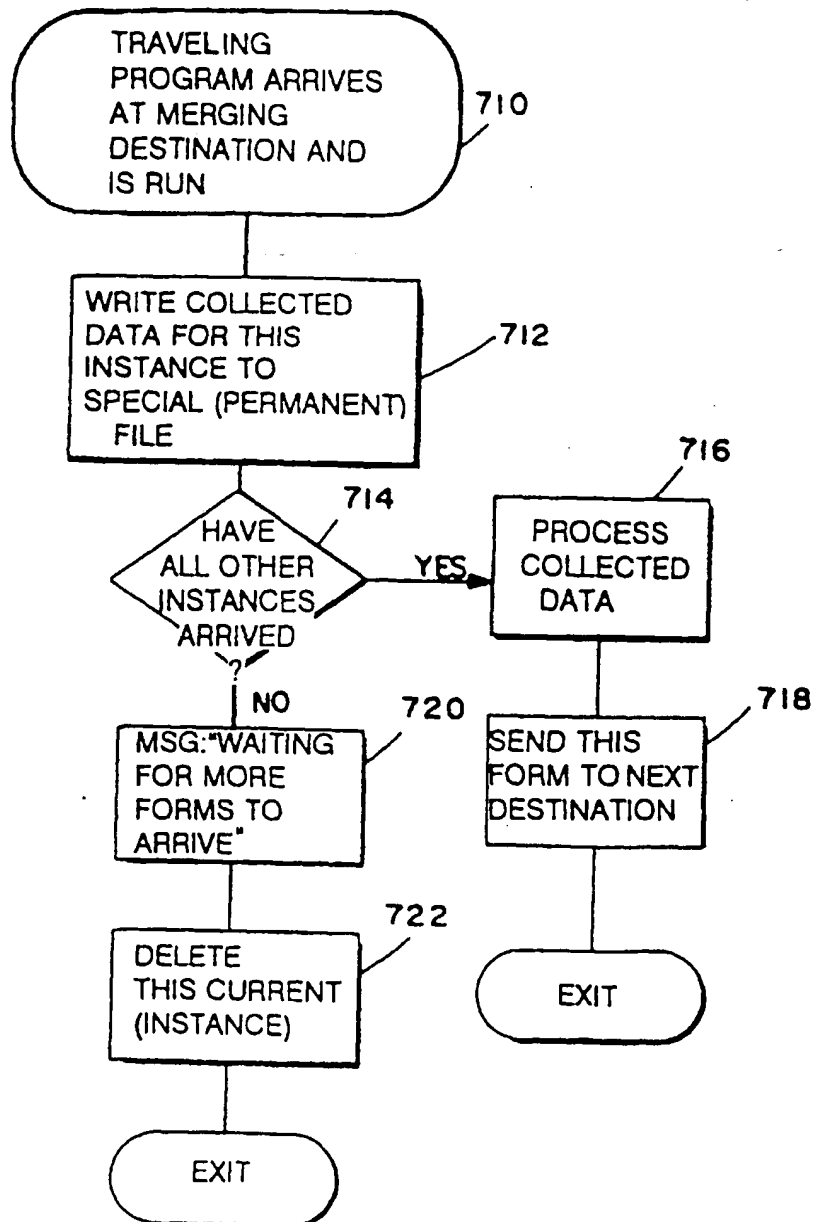 TRAVELING
PROGRAM ARRIVES
AT MERGING
DESTINATION AND
IS RUN
710
WRITE COLLECTED
DATA FOR THIS
INSTANCE TO
SPECIAL (PERMANENT)
FILE
712
HAVE
ALL OTHER
INSTANCES
ARRIVED
?
714
YES
NO
716
PROCESS
COLLECTED
DATA
718
SEND THIS
FORM TO NEXT
DESTINATION
EXIT
720
MSG:"WAITING
FOR MORE
FORMS TO
ARRIVE"
722
DELETE
THIS CURRENT
(INSTANCE)
EXIT